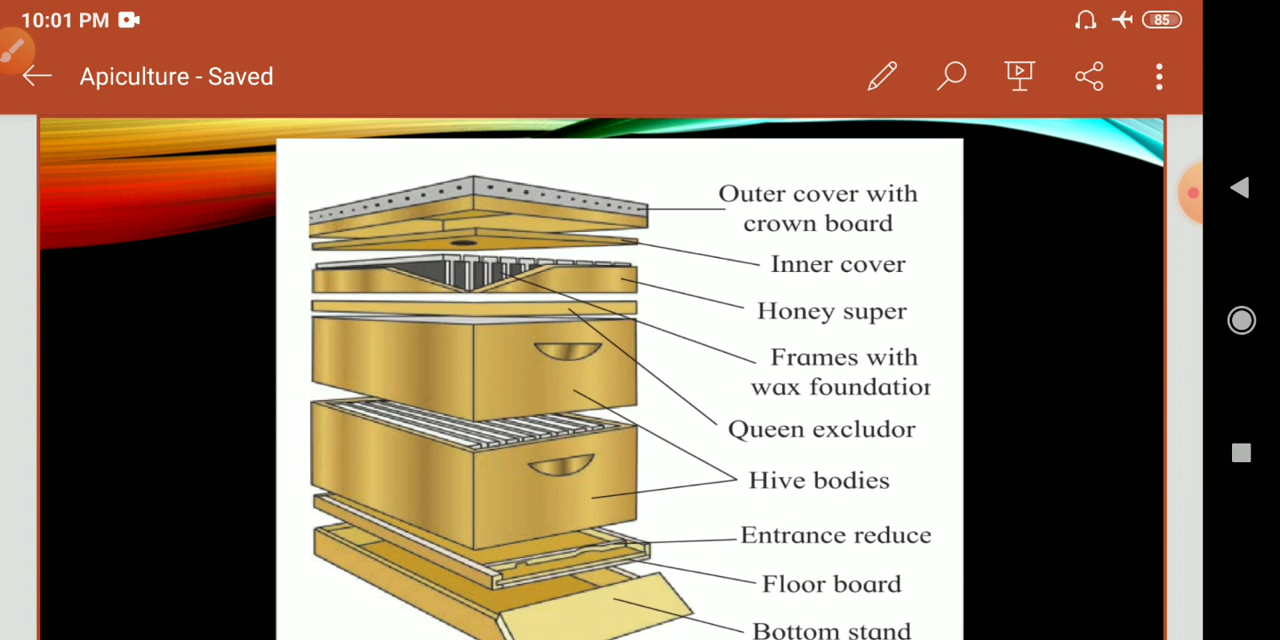 10:01 PM
85
Apiculture - Saved
Outer cover with
crown board
Inner cover
Honey super
Frames with
wax foundation
Queen excludor
Hive bodies
Entrance reduce
Floor board
Bottom stand